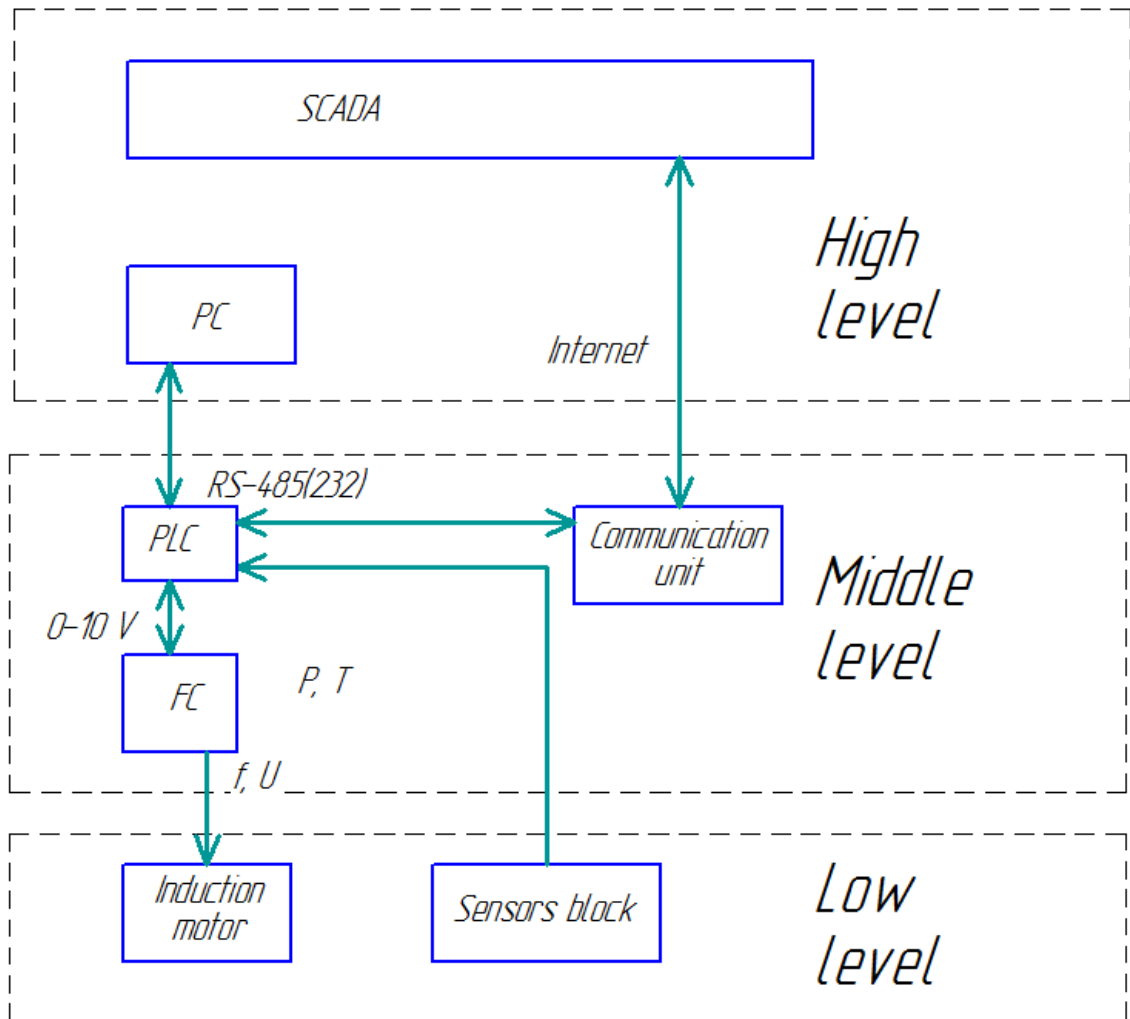 SCADA
High
level
PC
Internet
RS-485(232)
PLC
Communication
unit
Middle
level
0-10 V
FC
P, T
f, U
Induction
motor
Sensors block
Low
level